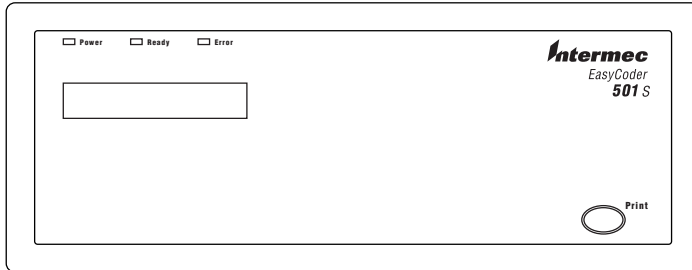 Power Ready Error
Intermec
EasyCoder
501 S
Print